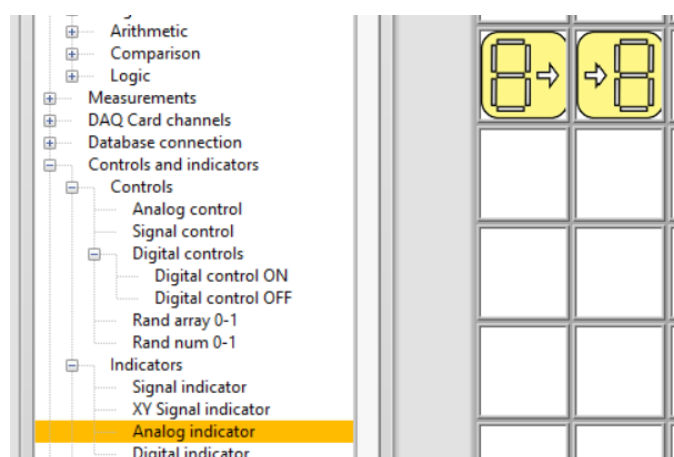 Arithmetic
Comparison
Logic
Measurements
DAQ Card channels
Database connection
Controls and indicators
Controls
Analog control
Signal control
Digital controls
Digital control ON
Digital control OFF
Rand array 0-1
Rand num 0-1
Indicators
Signal indicator
XY Signal indicator
Analog indicator
Digital indicator